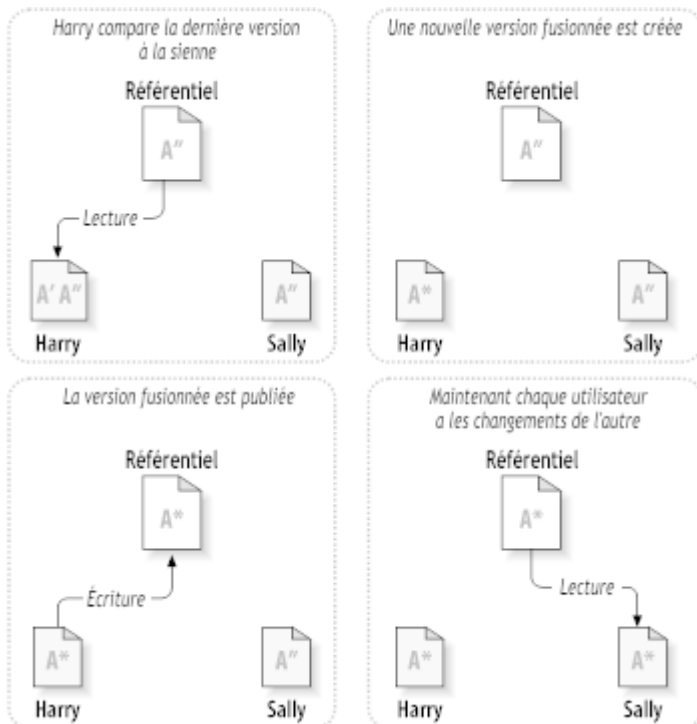 Harry compare la dernière version
à la sienne
Référentiel
A"
Lecture
A' A"
A"
Harry
Sally
Une nouvelle version fusionnée est créée
Référentiel
A"
A*
A"
Harry
Sally
La version fusionnée est publiée
Référentiel
A*
Écriture
A*
A"
Harry
Sally
Maintenant chaque utilisateur
a les changements de l'autre
Référentiel
A*
Lecture
A*
A*
Harry
Sally